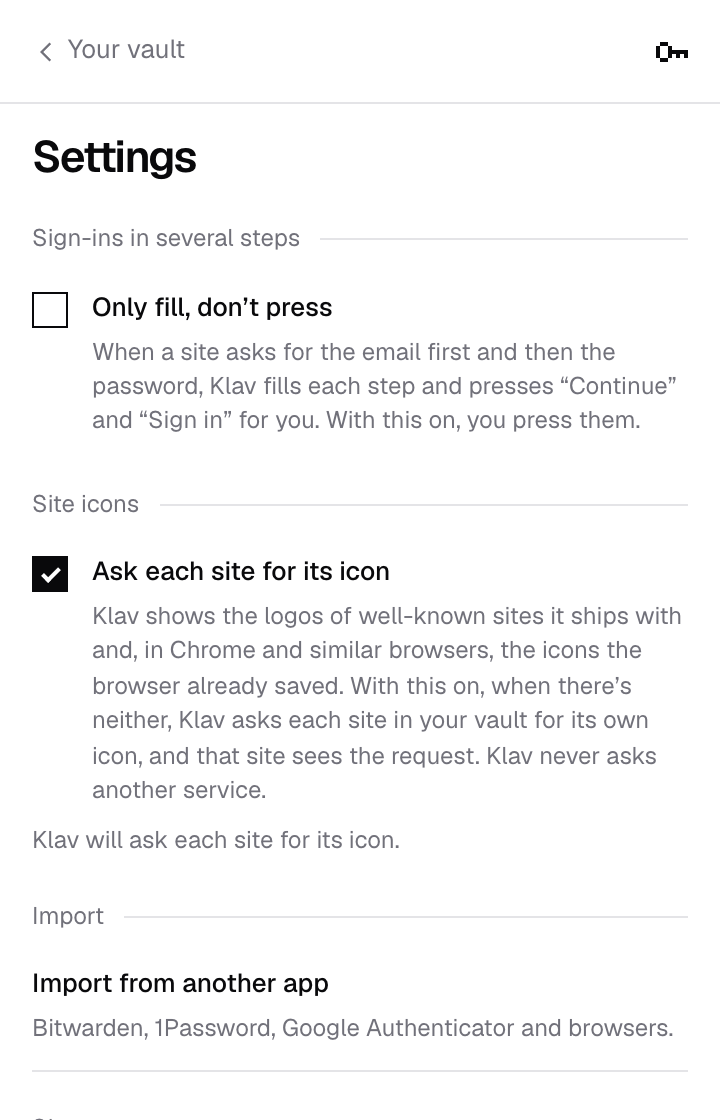 Your vault
Settings
Sign-ins in several steps
Only fill, don’t press
When a site asks for the email first and then the
password, Klav fills each step and presses “Continue”
and “Sign in” for you. With this on, you press them.
Site icons
Ask each site for its icon
Klav shows the logos of well-known sites it ships with
and, in Chrome and similar browsers, the icons the
browser already saved. With this on, when there’s
neither, Klav asks each site in your vault for its own
icon, and that site sees the request. Klav never asks
another service.
Klav will ask each site for its icon.
Import
Import from another app
Bitwarden, 1Password, Google Authenticator and browsers.